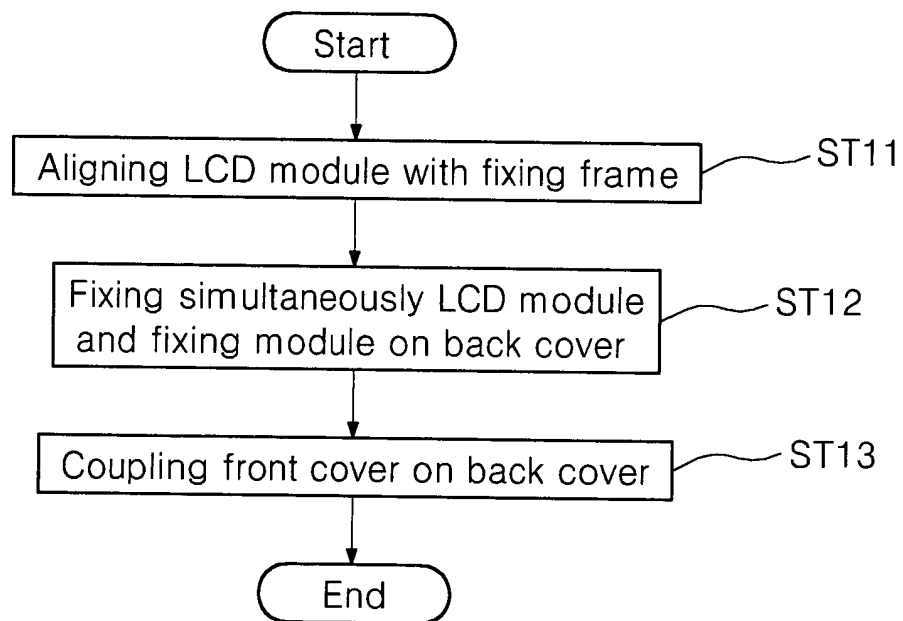 Start
Aligning LCD module with fixing frame
ST11
Fixing simultaneously LCD module
and fixing module on back cover
ST12
Coupling front cover on back cover
ST13
End